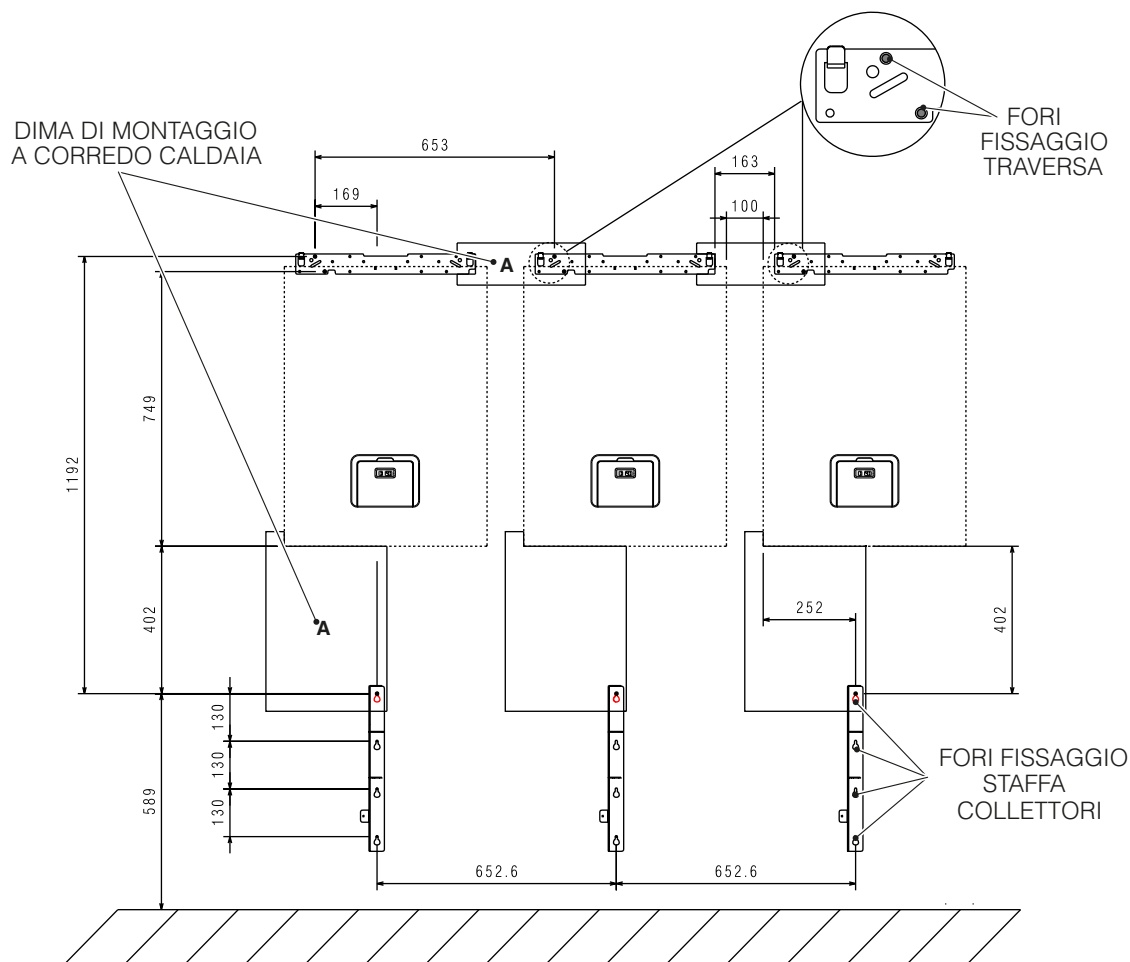 DIMA DI MONTAGGIO
A CORREDO CALDAIA
FORI
FISSAGGIO
TRAVERSA
653
163
169
100
A
749
1192
402
A
252
402
130
130
130
589
FORI FISSAGGIO
STAFFA
COLLETTORI
652.6
652.6